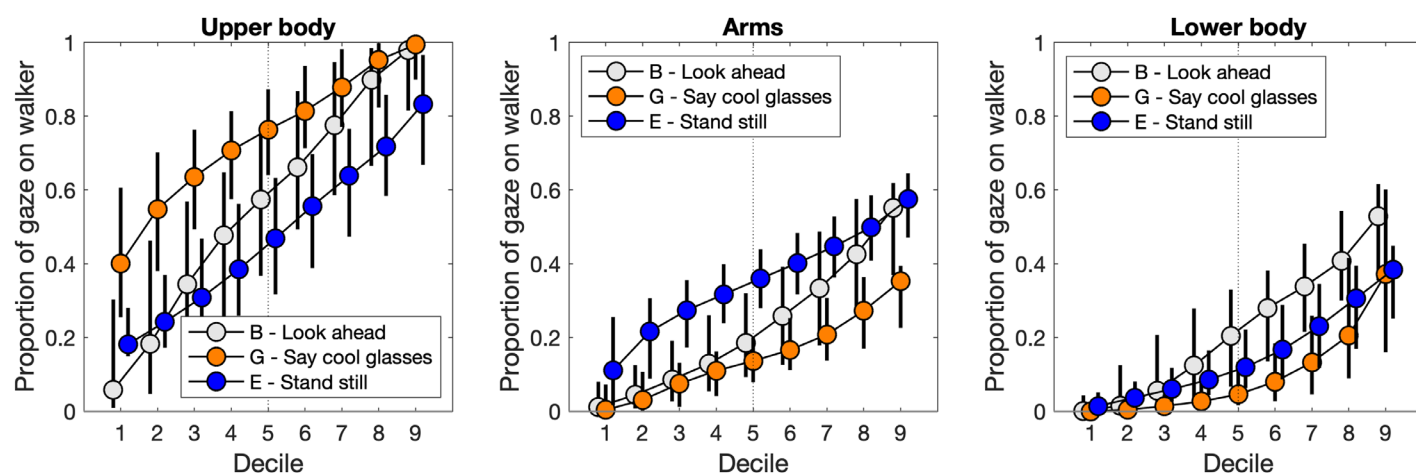 Upper body
Proportion of gaze on walker
1
0.8
0.6
0.4
0.2
0
B - Look ahead
G - Say cool glasses
E - Stand still
1 2 3 4 5 6 7 8 9
Decile
Arms
Proportion of gaze on walker
1
0.8
0.6
0.4
0.2
0
B - Look ahead
G - Say cool glasses
E - Stand still
1 2 3 4 5 6 7 8 9
Decile
Lower body
Proportion of gaze on walker
1
0.8
0.6
0.4
0.2
0
B - Look ahead
G - Say cool glasses
E - Stand still
1 2 3 4 5 6 7 8 9
Decile